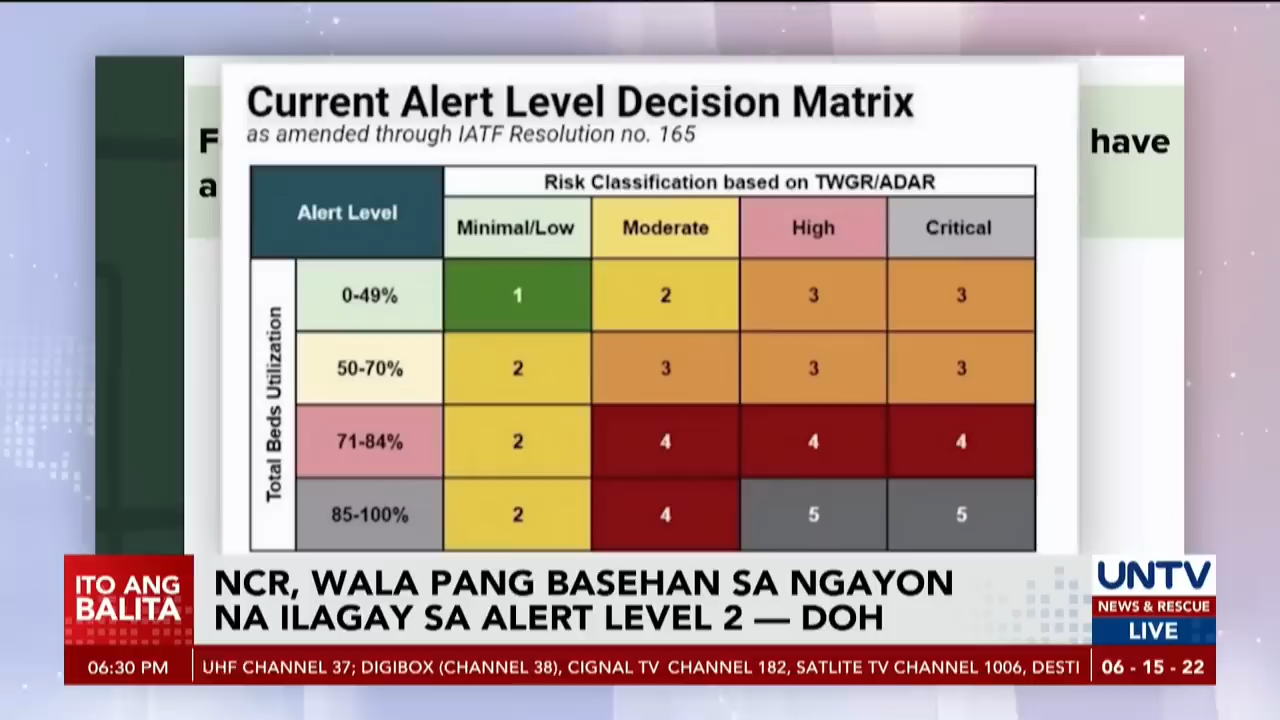 Current Alert Level Decision Matrix
as amended through IATF Resolution no. 165
F
have
a
Alert Level
Risk Classification based on TWGR/ADAR
Minimal/Low Moderate High Critical
Total Beds Utilization
0-49% 1 2 3 3
50-70% 2 3 3 3
71-84% 2 4 4 4
85-100% 2 4 5 5
ITO ANG
BALITA
NCR, WALA PANG BASEHAN SA NGAYON
NA ILAGAY SA ALERT LEVEL 2 — DOH
UNTV
NEWS & RESCUE
LIVE
06:30 PM
UHF CHANNEL 37; DIGIBOX (CHANNEL 38), CIGNAL TV CHANNEL 182, SATLITE TV CHANNEL 1006, DESTI
06 - 15 - 22